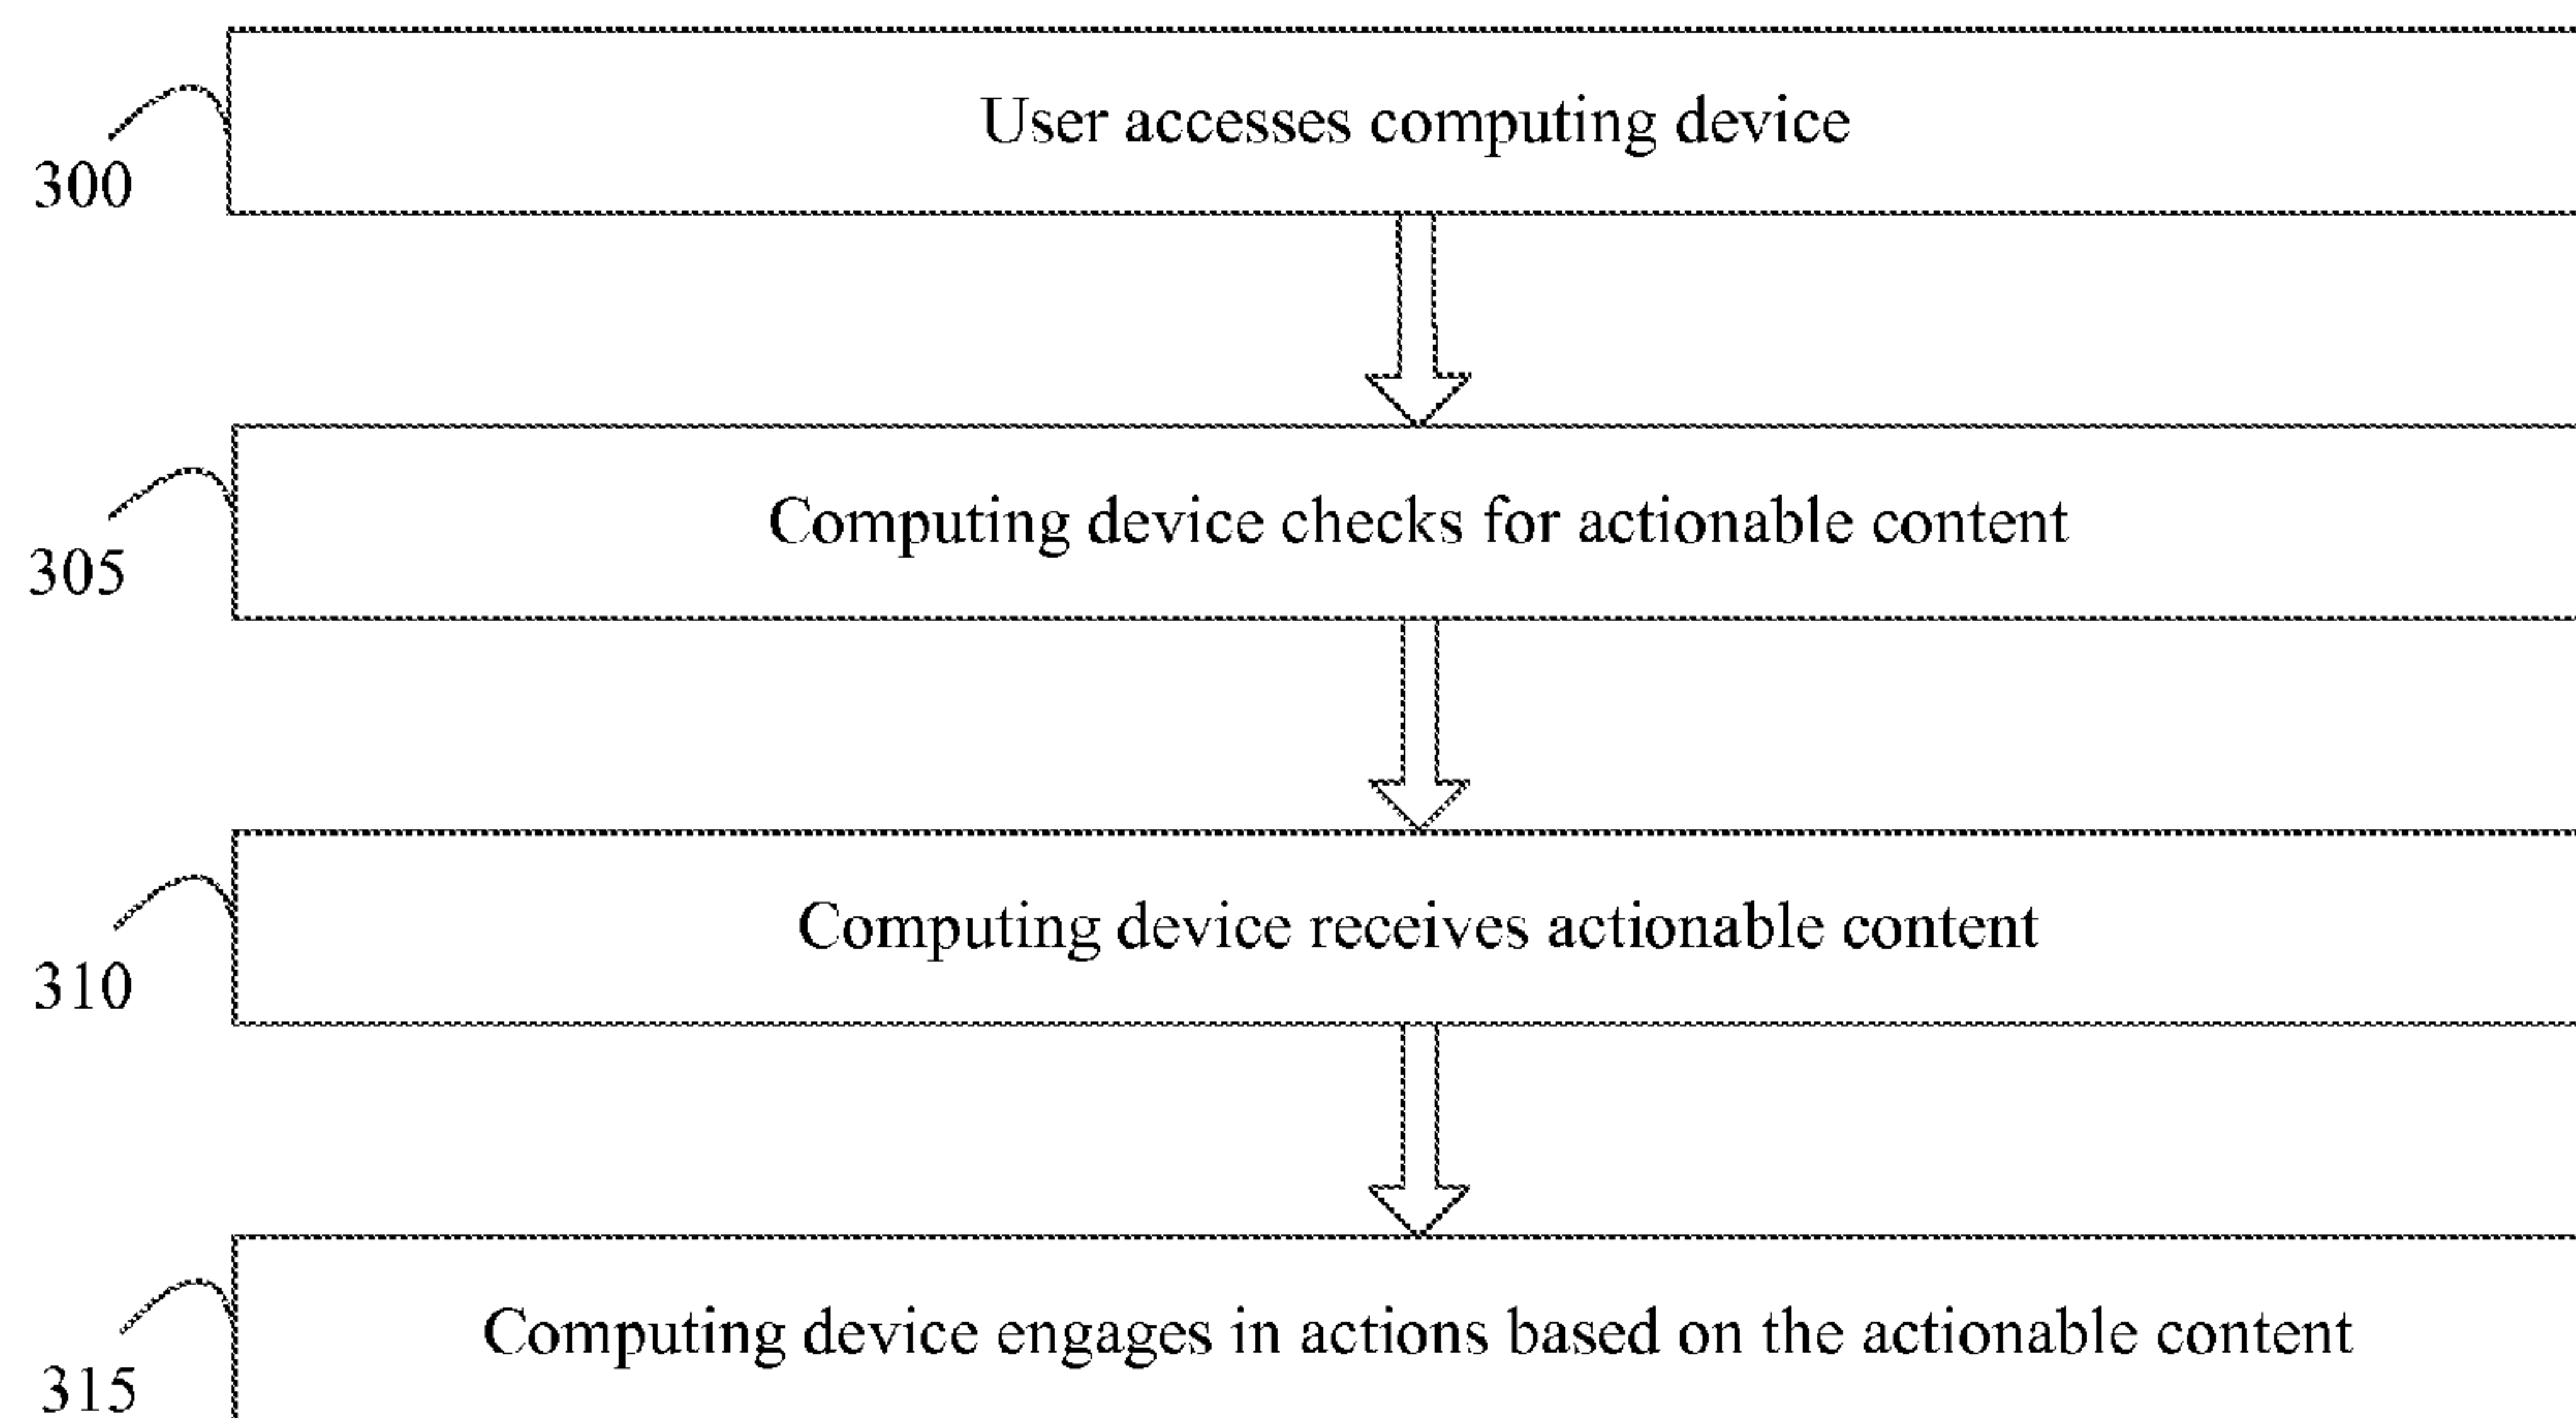 User accesses computing device
300
Computing device checks for actionable content
305
Computing device receives actionable content
310
Computing device engages in actions based on the actionable content
315